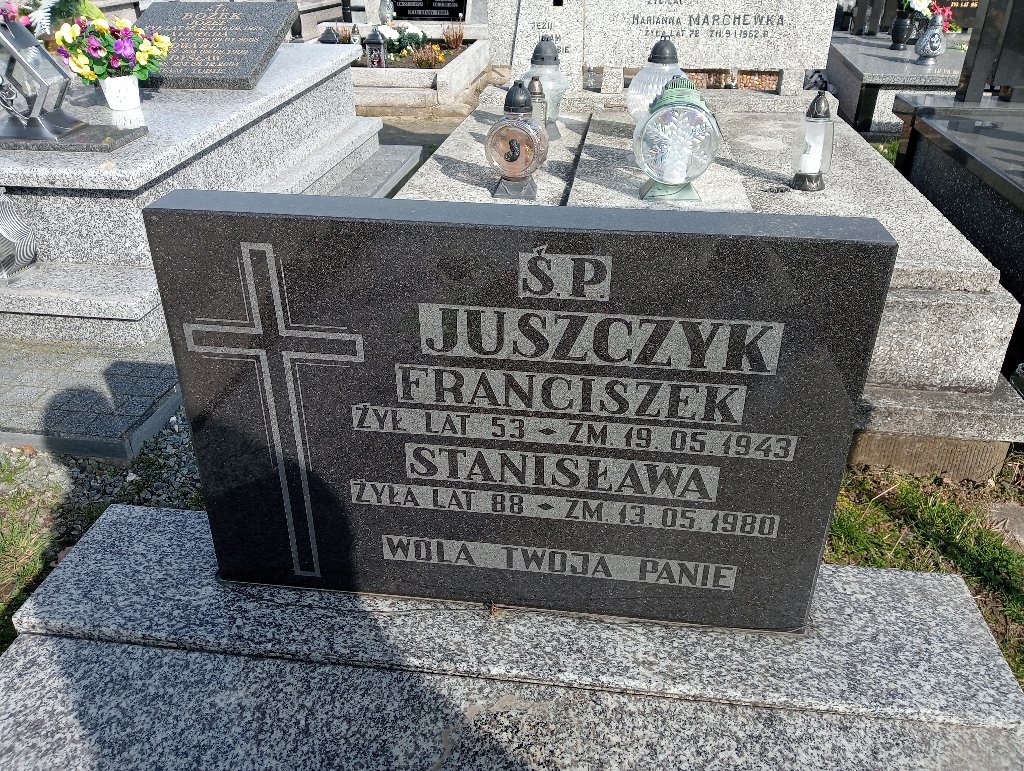 MARIANNA MARCHEWKA
Ś.P.
JUSZCZYK
FRANCISZEK
ŻYŁ LAT 53 - ZM. 19.05.1943
STANISŁAWA
ŻYŁA LAT 88 - ZM. 13.05.1980
WOLA TWOJA PANIE